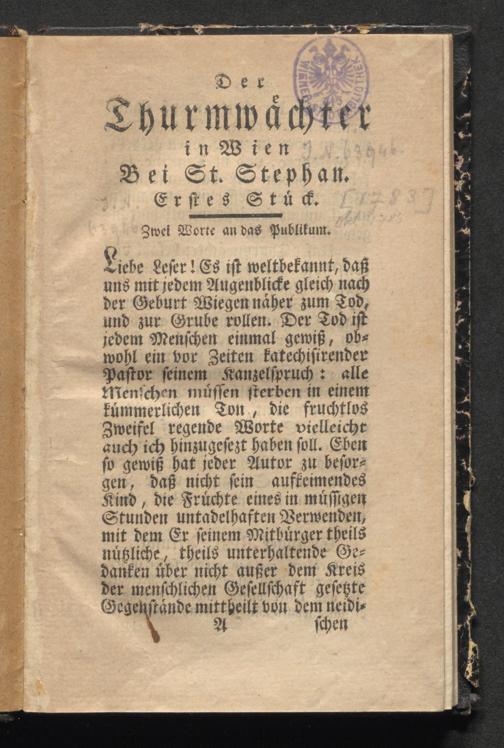 Der
Thurmwächter
in Wien
Bei St. Stephan.
Erstes Stück.
J. N. 63946.
[1783]
Zwei Worte an das Publikum.
Liebe Leser! Es ist weltbekannt, daß
uns mit jedem Augenblicke gleich nach
der Geburt Wiegen näher zum Tod,
und zur Grube rollen. Der Tod ist
jedem Menschen einmal gewiß, ob-
wohl ein vor Zeiten katechisirender
Pastor seinem Kanzelspruch: alle
Menschen müssen sterben in einem
kümmerlichen Ton, die fruchtlos
Zweifel regende Worte vielleicht
auch ich hinzugesezt haben soll. Eben
so gewiß hat jeder Autor zu besor-
gen, daß nicht sein aufkeimendes
Kind, die Früchte eines in müssigen
Stunden untadelhaften Verwenden,
mit dem Er seinem Mitbürger theils
nützliche, theils unterhaltende Ge-
danken über nicht außer dem Kreis
der menschlichen Gesellschaft gesetzte
Gegenstände mittheilt von dem neidi-
A schen